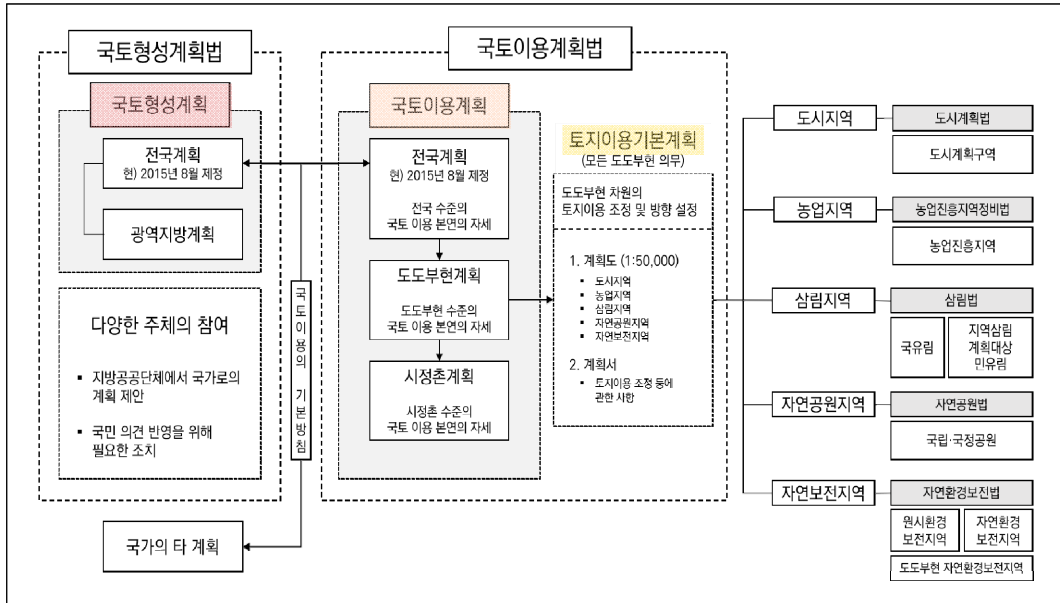 국토형성계획법
국토형성계획
전국계획
현) 2015년 8월 제정
광역지방계획
다양한 주체의 참여
▪ 지방공공단체에서 국가로의
계획 제안
▪ 국민 의견 반영을 위해
필요한 조치
국가의 타 계획
국토이용의 기본방침
국토이용계획법
국토이용계획
전국계획
현) 2015년 8월 제정
전국 수준의
국토 이용 본연의 자세
도도부현계획
도도부현 수준의
국토 이용 본연의 자세
시정촌계획
시정촌 수준의
국토 이용 본연의 자세
토지이용기본계획
(모든 도도부현 의무)
도도부현 차원의
토지이용 조정 및 방향 설정
1. 계획도 (1:50,000)
▪ 도시지역
▪ 농업지역
▪ 삼림지역
▪ 자연공원지역
▪ 자연보전지역
2. 계획서
▪ 토지이용 조정 등에
관한 사항
도시지역
도시계획법
도시계획구역
농업지역
농업진흥지역정비법
농업진흥지역
삼림지역
삼림법
국유림
지역삼림
계획대상
민유림
자연공원지역
자연공원법
국립·국정공원
자연보전지역
자연환경보전법
원시환경
보전지역
자연환경
보전지역
도도부현 자연환경보전지역